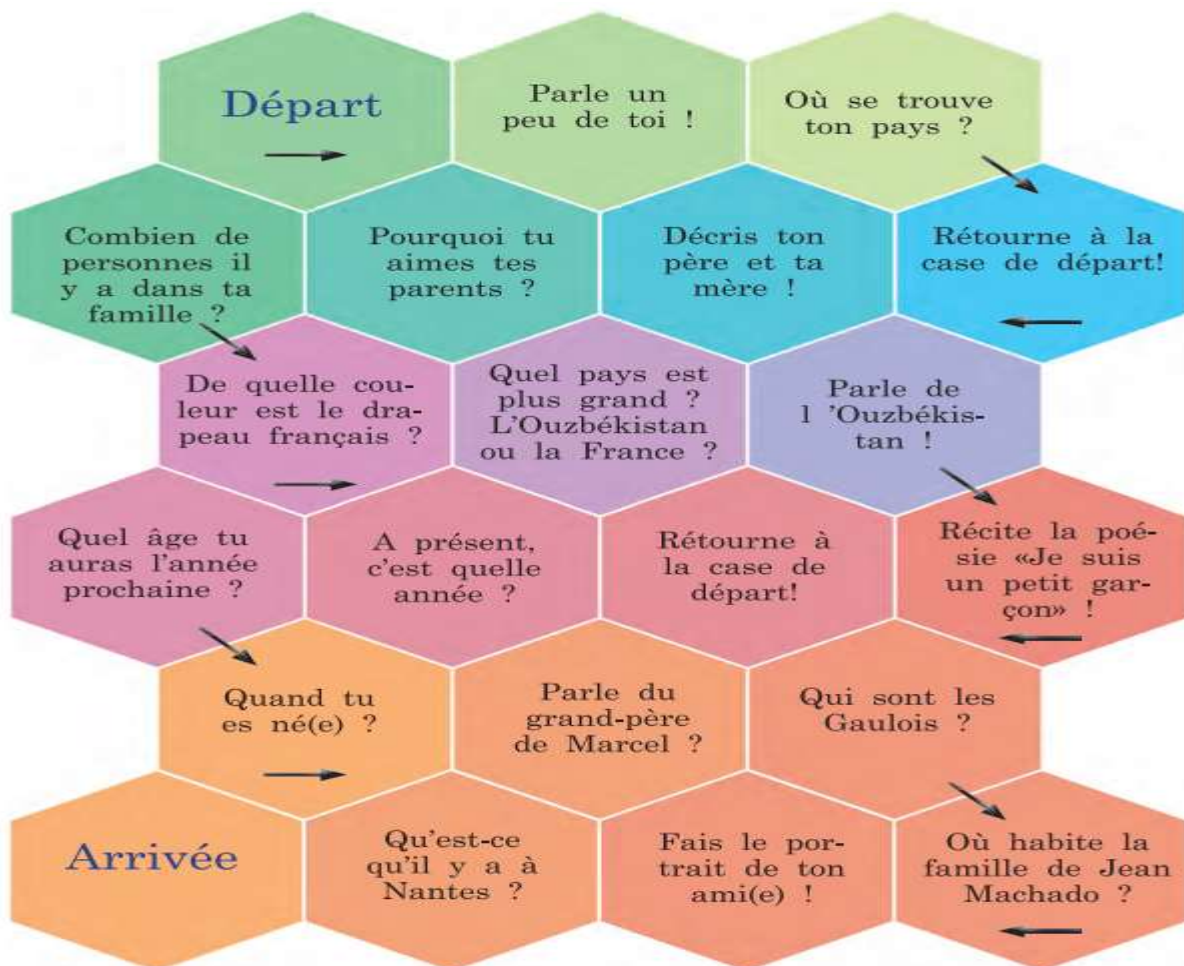 Départ
Parle un
peu de toi !
Où se trouve
ton pays ?
Combien de
personnes il
y a dans ta
famille ?
Pourquoi tu
aimes tes
parents ?
Décris ton
père et ta
mère !
Rétourne à la
case de départ!
De quelle cou-
leur est le dra-
peau français ?
Quel pays est
plus grand ?
L'Ouzbékistan
ou la France ?
Parle de
l 'Ouzbékis-
tan !
Quel âge tu
auras l'année
prochaine ?
A présent,
c'est quelle
année ?
Rétourne à
la case de
départ!
Récite la poé-
sie «Je suis
un petit gar-
çon» !
Quand tu
es né(e) ?
Parle du
grand-père
de Marcel ?
Qui sont les
Gaulois ?
Arrivée
Qu'est-ce
qu'il y a à
Nantes ?
Fais le por-
trait de ton
ami(e) !
Où habite la
famille de Jean
Machado ?